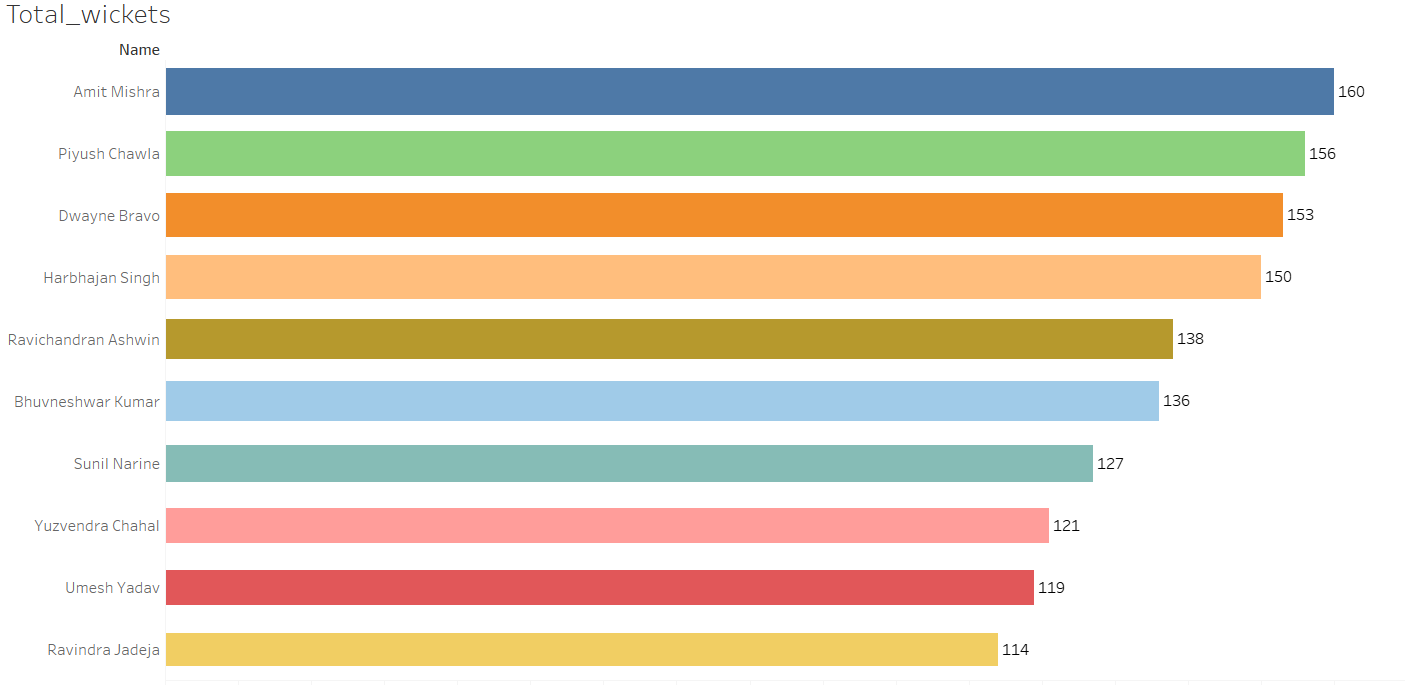 Total_wickets
Name
Amit Mishra 160
Piyush Chawla 156
Dwayne Bravo 153
Harbhajan Singh 150
Ravichandran Ashwin 138
Bhuvneshwar Kumar 136
Sunil Narine 127
Yuzvendra Chahal 121
Umesh Yadav 119
Ravindra Jadeja 114